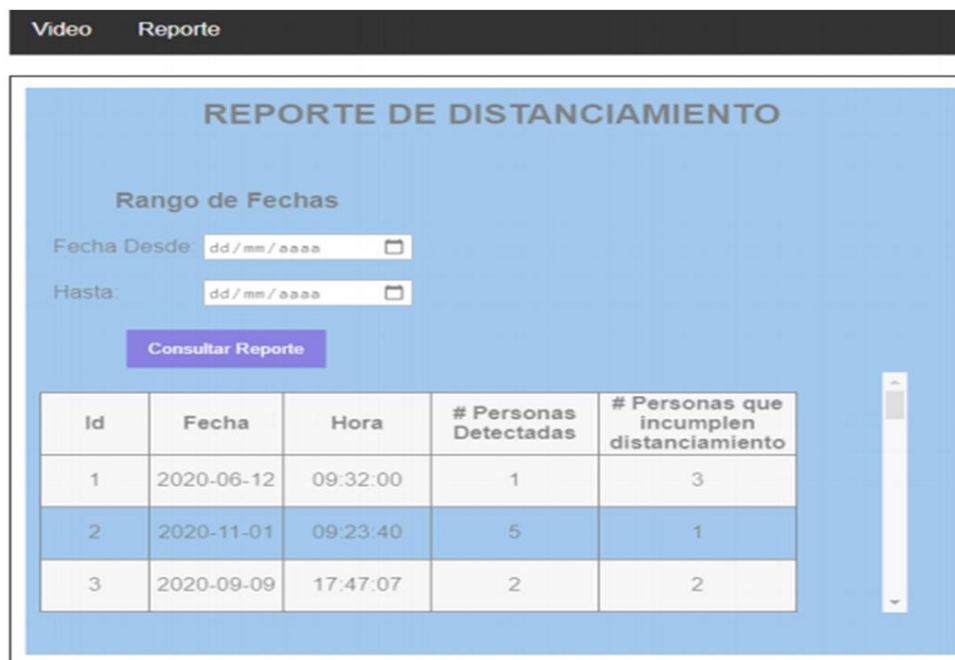 Video Reporte
REPORTE DE DISTANCIAMIENTO
Rango de Fechas
Fecha Desde: dd/mm/aaaa
Hasta: dd/mm/aaaa
Consultar Reporte
Id Fecha Hora # Personas Detectadas # Personas que incumplen distanciamiento
1 2020-06-12 09:32:00 1 3
2 2020-11-01 09:23:40 5 1
3 2020-09-09 17:47:07 2 2